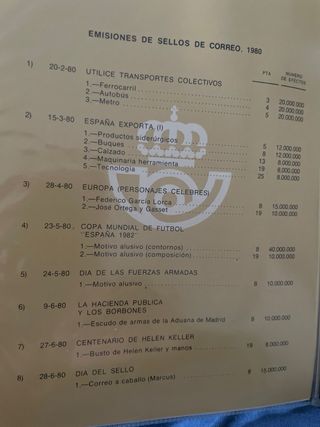 EMISIONES DE SELLOS DE CORREO, 1980
PTA NUMERO DE EFECTOS
1) 20-2-80 UTILICE TRANSPORTES COLECTIVOS
1.—Ferrocarril 3 20.000.000
2.—Autobús 4 20.000.000
3.—Metro 5 20.000.000
2) 15-3-80 ESPAÑA EXPORTA (I)
1.—Productos siderúrgicos 5 12.000.000
2.—Buques 8 12.000.000
3.—Calzado 13 8.000.000
4.—Maquinaria herramienta 19 8.000.000
5.—Tecnología 25 8.000.000
3) 28-4-80 EUROPA (PERSONAJES CELEBRES)
1.—Federico García Lorca 8 15.000.000
2.—José Ortega y Gasset 19 10.000.000
4) 23-5-80. COPA MUNDIAL DE FUTBOL
"ESPAÑA 1982"
1.—Motivo alusivo (contornos) 8 40.000.000
2.—Motivo alusivo (composición) 19 10.000.000
5) 24-5-80 DIA DE LAS FUERZAS ARMADAS
1.—Motivo alusivo 8 10.000.000
6) 9-6-80 LA HACIENDA PUBLICA
Y LOS BORBONES
1.—Escudo de armas de la Aduana de Madrid 8 10.000.000
7) 27-6-80 CENTENARIO DE HELEN KELLER
1.—Busto de Helen Keller y manos 19 8.000.000
8) 28-6-80 DIA DEL SELLO
1.—Correo a caballo (Marcus) 8 15.000.000